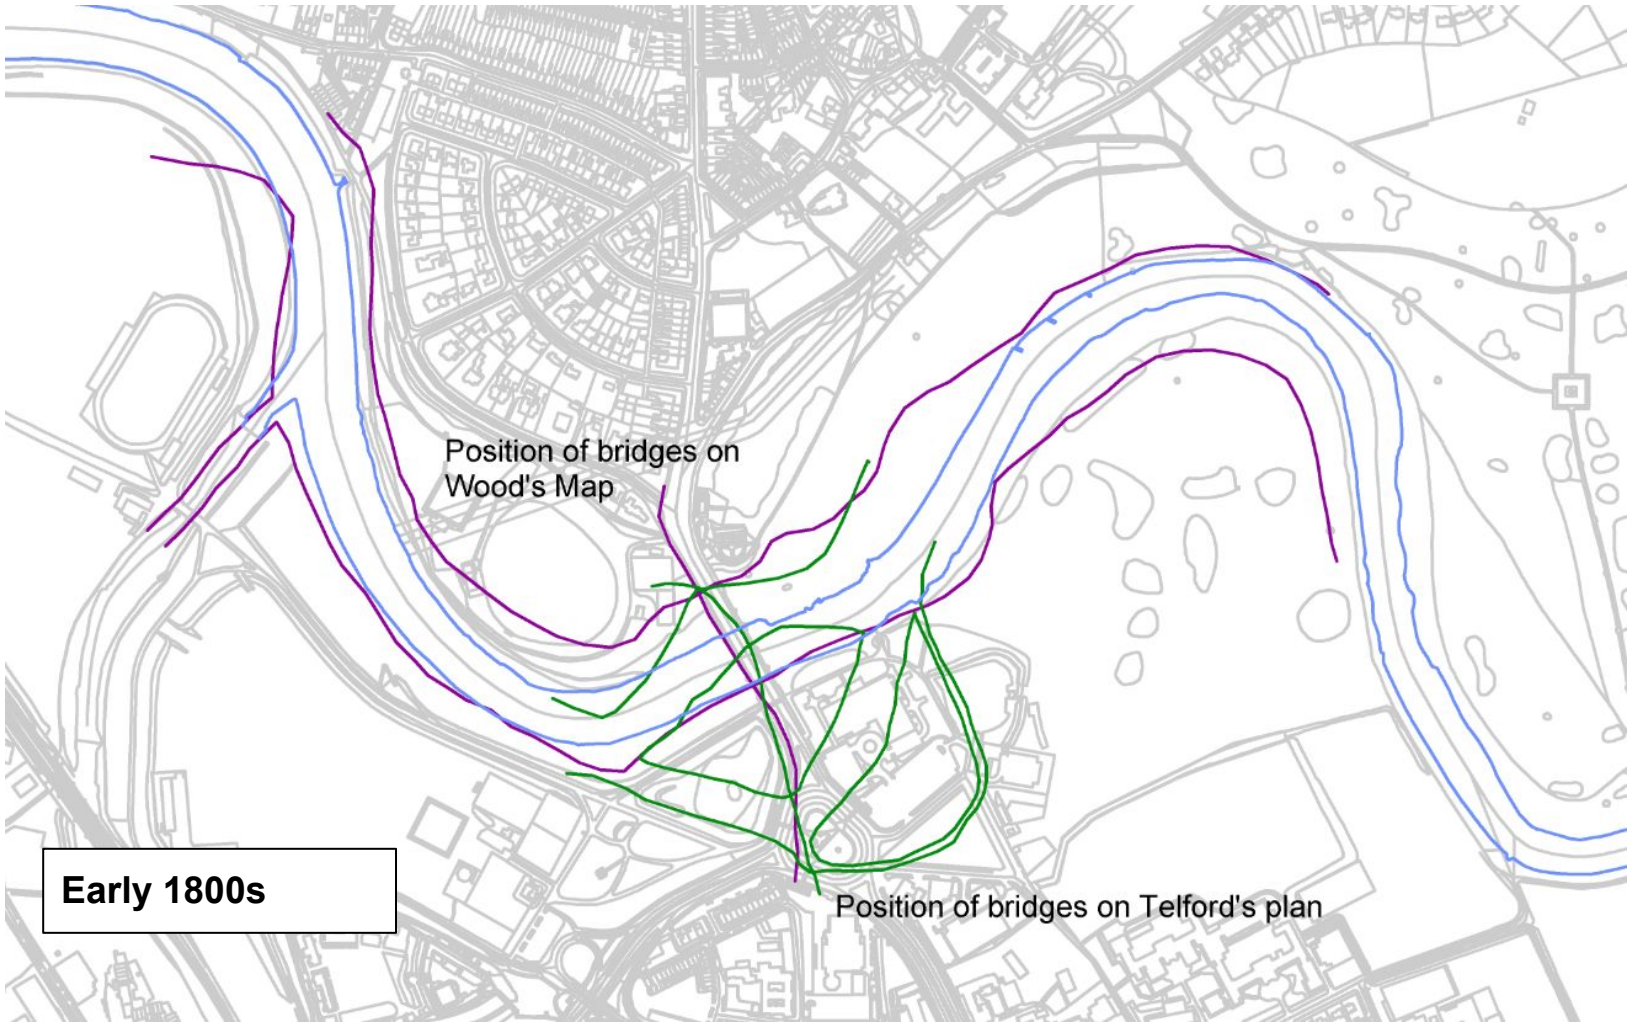 Position of bridges on
Wood's Map
Early 1800s
Position of bridges on Telford's plan